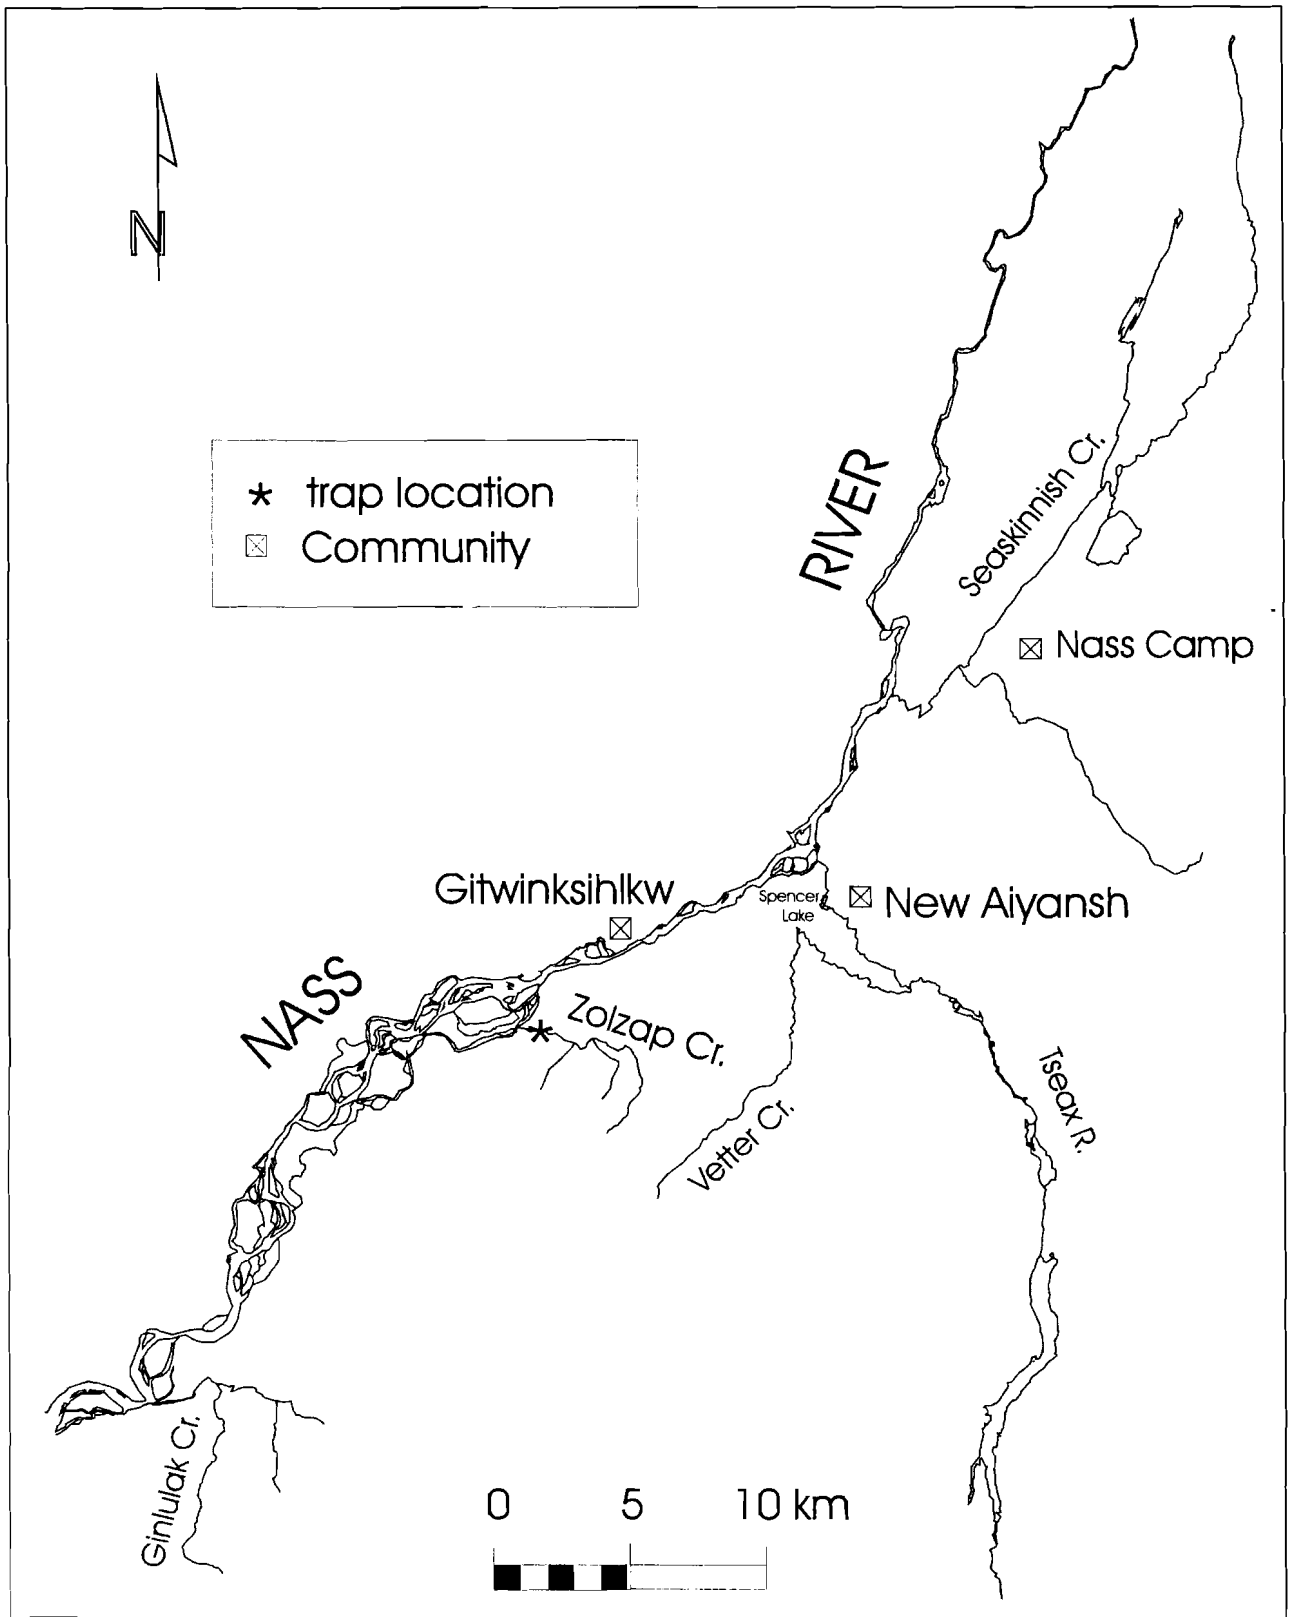 N
trap location
Community
RIVER
Seaskinnish Cr.
Nass Camp
Gitwinksihlkw
Spencer
Lake
New Aiyansh
NASS
Zolzap Cr.
Tseax R.
Vetter Cr.
Ginlulak Cr.
0 5 10 km